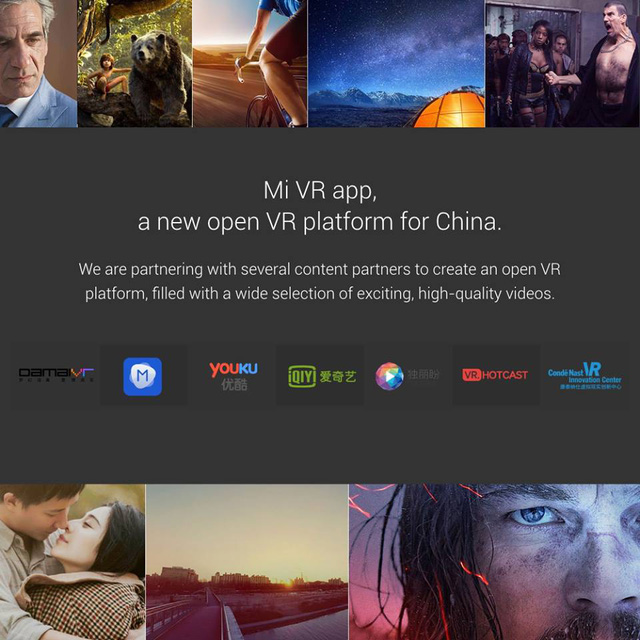 Mi VR app,
a new open VR platform for China.
We are partnering with several content partners to create an open VR
platform, filled with a wide selection of exciting, high-quality videos.
DAMAIVR
M
YOUKU
优酷
iQIYI 爱奇艺
VR HOTCAST
Condé Nast VR
Innovation Center